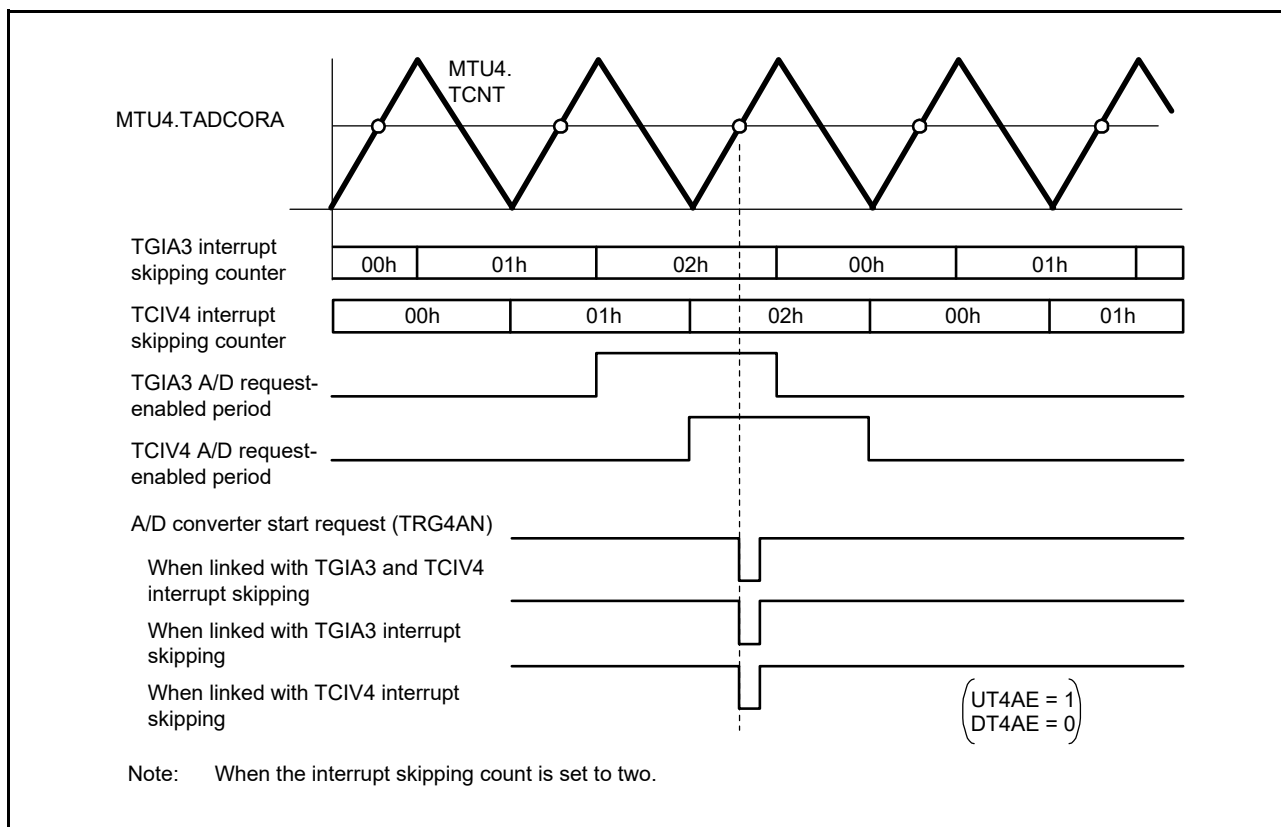 MTU4.
TCNT
MTU4.TADCORA
TGIA3 interrupt
skipping counter
00h 01h 02h 00h 01h
TCIV4 interrupt
skipping counter
00h 01h 02h 00h 01h
TGIA3 A/D request-
enabled period
TCIV4 A/D request-
enabled period
A/D converter start request (TRG4AN)
When linked with TGIA3 and TCIV4
interrupt skipping
When linked with TGIA3 interrupt
skipping
When linked with TCIV4 interrupt
skipping
UT4AE = 1
DT4AE = 0
Note: When the interrupt skipping count is set to two.